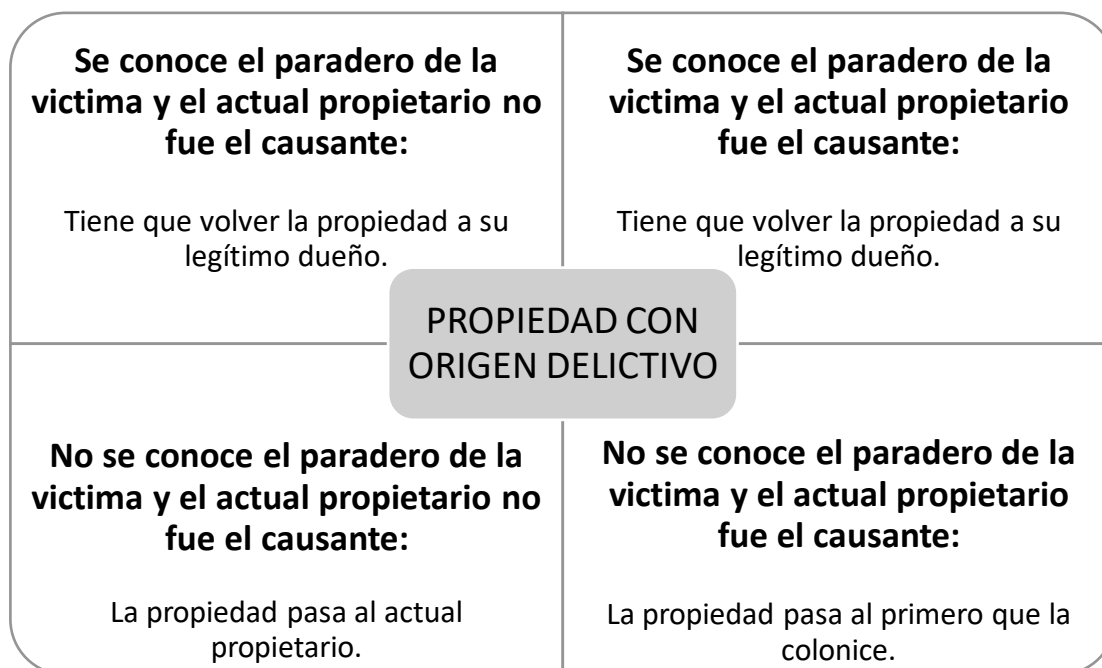 Se conoce el paradero de la
victima y el actual propietario no
fue el causante:
Tiene que volver la propiedad a su
legítimo dueño.
Se conoce el paradero de la
victima y el actual propietario
fue el causante:
Tiene que volver la propiedad a su
legítimo dueño.
PROPIEDAD CON
ORIGEN DELICTIVO
No se conoce el paradero de la
victima y el actual propietario no
fue el causante:
La propiedad pasa al actual
propietario.
No se conoce el paradero de la
victima y el actual propietario
fue el causante:
La propiedad pasa al primero que la
colonice.